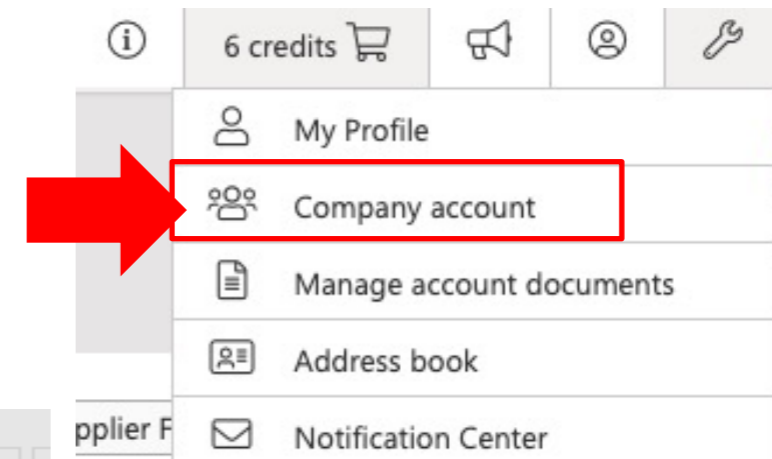 6 credits
My Profile
Company account
Manage account documents
Address book
pplier F
Notification Center